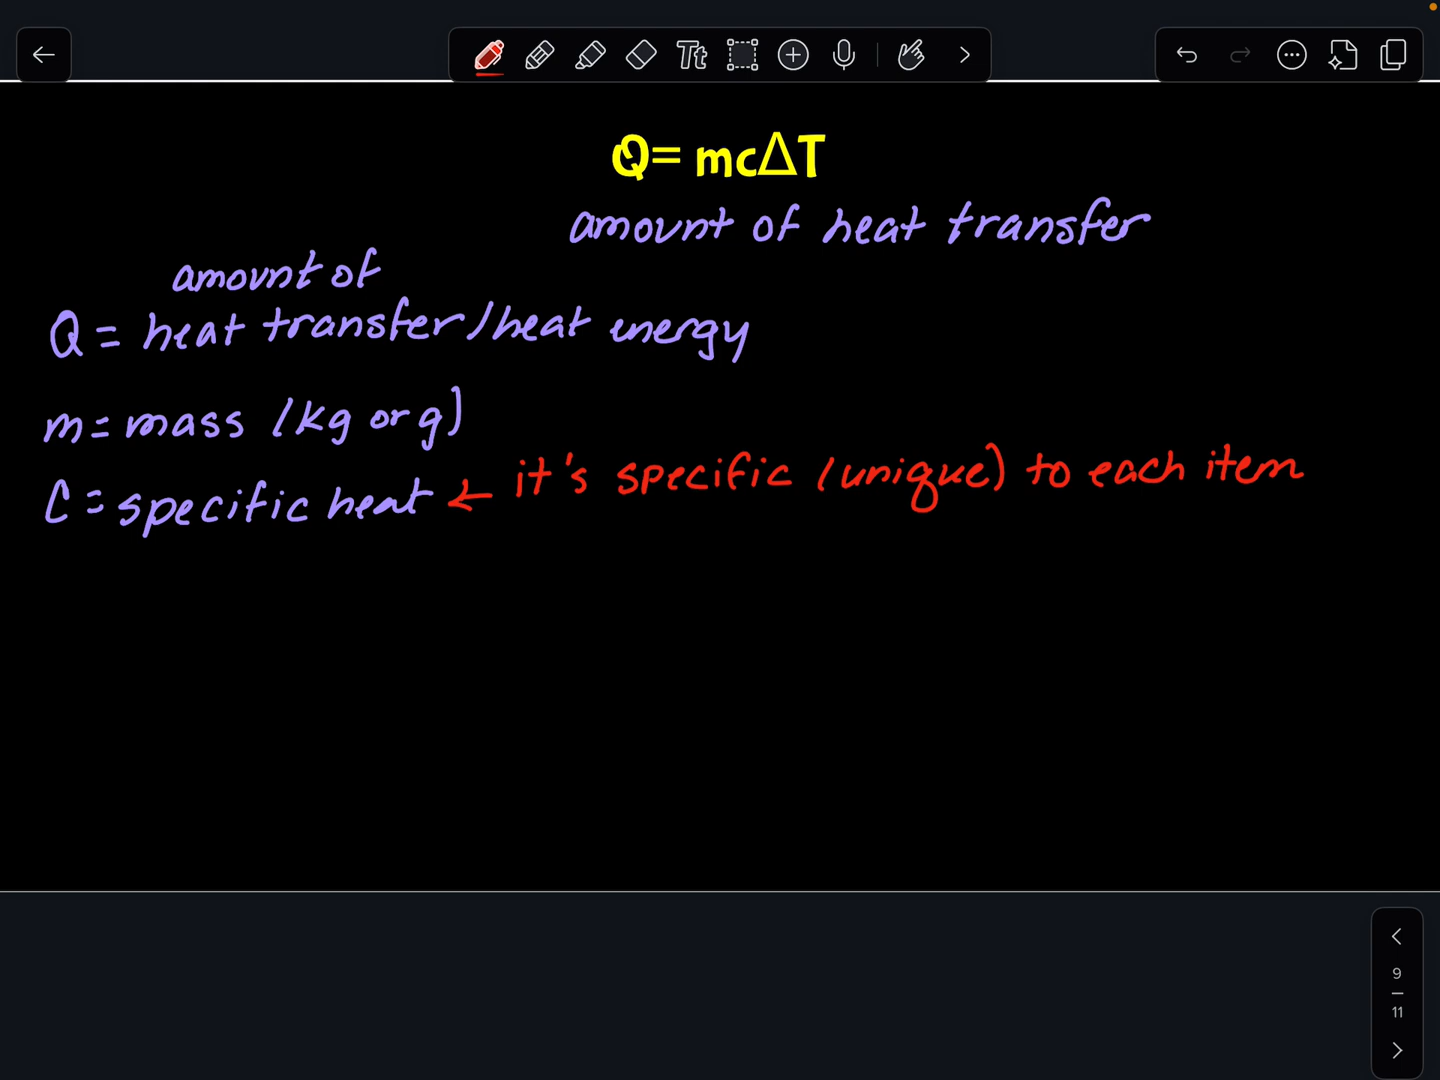 Tt
Q= mcΔT
amount of heat transfer
amount of
Q = heat transfer/heat energy
m= mass (kg or g)
C = specific heat ← it's specific (unique) to each item
9
11